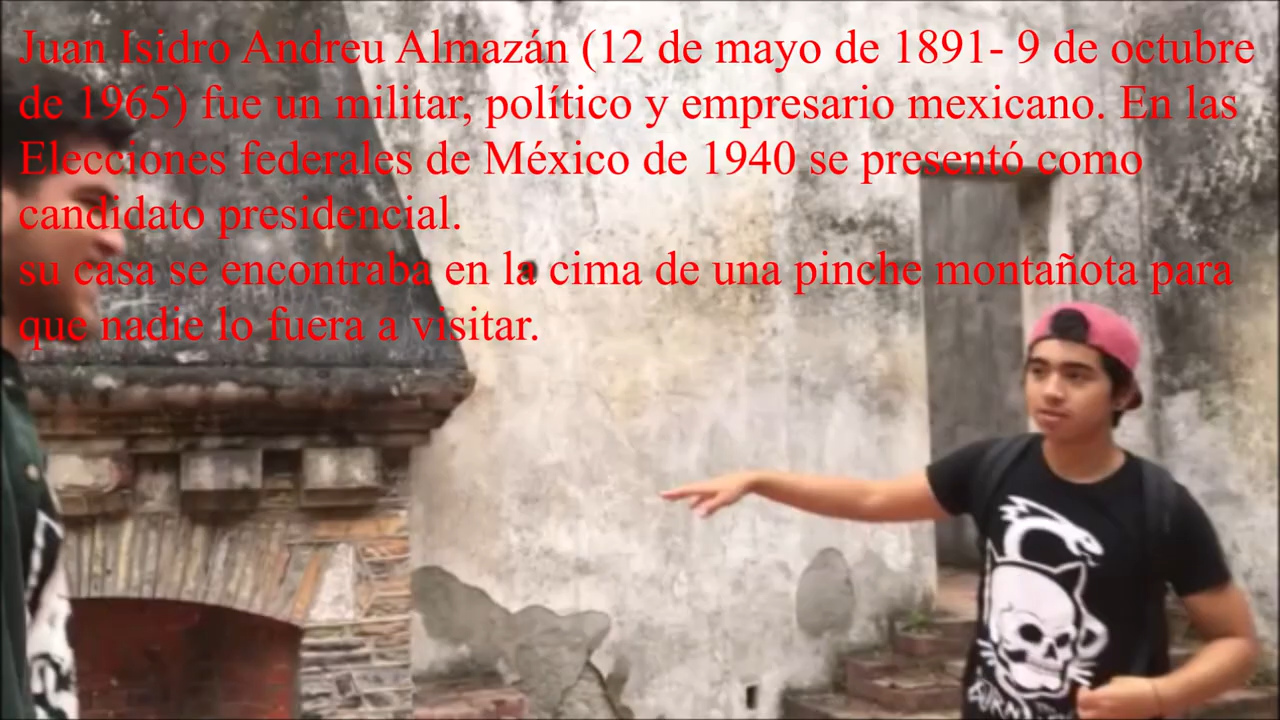 Juan Isidro Andreu Almazán (12 de mayo de 1891- 9 de octubre
de 1965) fue un militar, político y empresario mexicano. En las
Elecciones federales de México de 1940 se presentó como
candidato presidencial.
su casa se encontraba en la cima de una pinche montañota para
que nadie lo fuera a visitar.